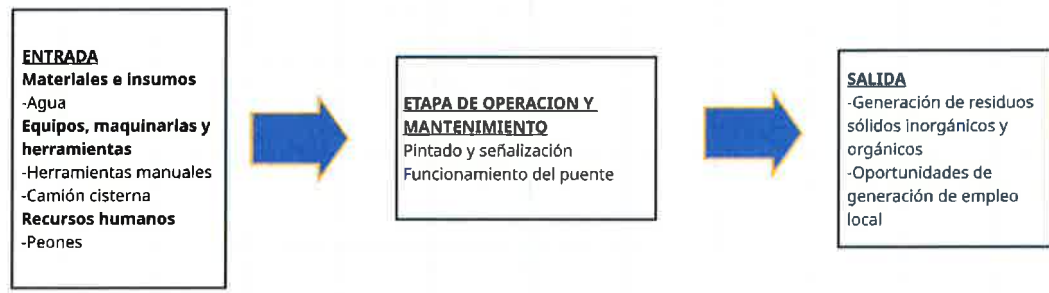 ENTRADA
Materiales e insumos
-Agua
Equipos, maquinarias y
herramientas
-Herramientas manuales
-Camión cisterna
Recursos humanos
-Peones
ETAPA DE OPERACION Y
MANTENIMIENTO
Pintado y señalización
Funcionamiento del puente
SALIDA
-Generación de residuos
sólidos inorgánicos y
orgánicos
-Oportunidades de
generación de empleo
local